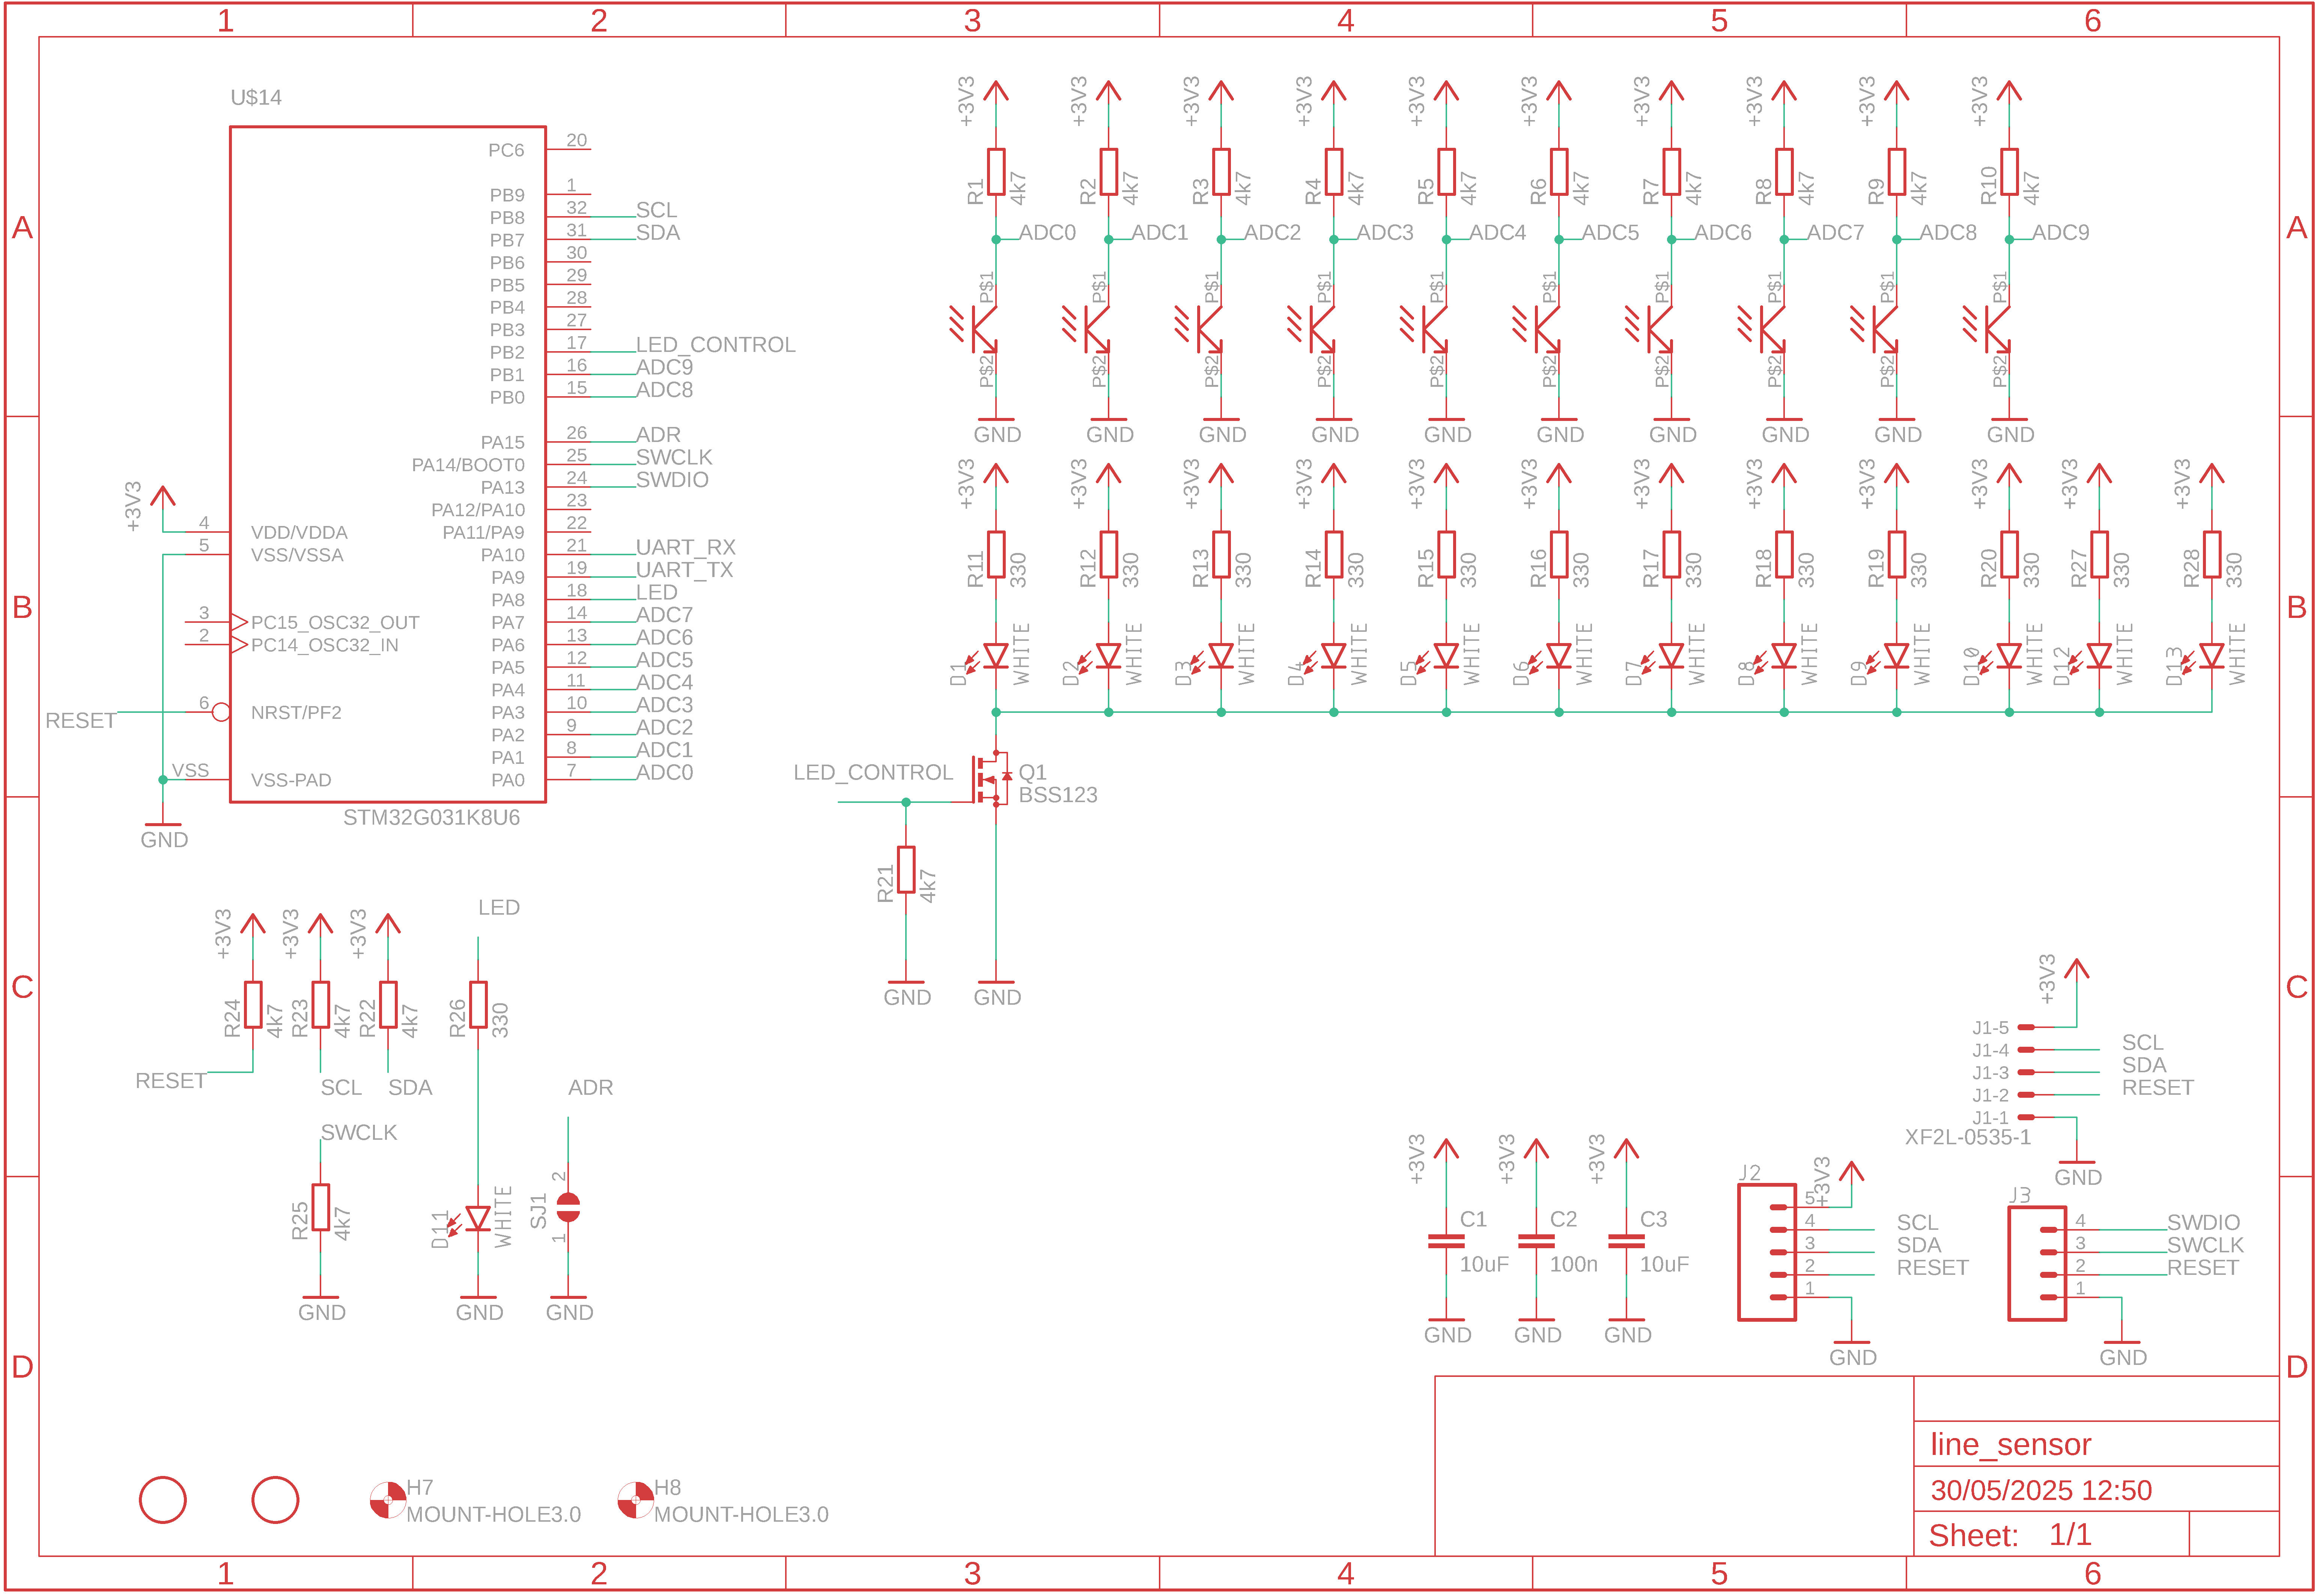 1 2 3 4 5 6
A A
B B
C C
D D
U$14
PC6 20
PB9 1
PB8 32 SCL
PB7 31 SDA
PB6 30
PB5 29
PB4 28
PB3 27
PB2 17 LED_CONTROL
PB1 16 ADC9
PB0 15 ADC8
PA15 26 ADR
PA14/BOOT0 25 SWCLK
PA13 24 SWDIO
PA12/PA10 23
PA11/PA9 22
PA10 21 UART_RX
PA9 19 UART_TX
PA8 18 LED
PA7 14 ADC7
PA6 13 ADC6
PA5 12 ADC5
PA4 11 ADC4
PA3 10 ADC3
PA2 9 ADC2
PA1 8 ADC1
PA0 7 ADC0
+3V3
4 VDD/VDDA
5 VSS/VSSA
3 PC15_OSC32_OUT
2 PC14_OSC32_IN
RESET 6 NRST/PF2
VSS VSS-PAD
GND
STM32G031K8U6
+3V3 +3V3 +3V3 +3V3 +3V3 +3V3 +3V3 +3V3 +3V3 +3V3
R1 4k7 R2 4k7 R3 4k7 R4 4k7 R5 4k7 R6 4k7 R7 4k7 R8 4k7 R9 4k7 R10 4k7
ADC0 ADC1 ADC2 ADC3 ADC4 ADC5 ADC6 ADC7 ADC8 ADC9
P$1 P$1 P$1 P$1 P$1 P$1 P$1 P$1 P$1 P$1
P$2 P$2 P$2 P$2 P$2 P$2 P$2 P$2 P$2 P$2
GND GND GND GND GND GND GND GND GND GND
+3V3 +3V3 +3V3 +3V3 +3V3 +3V3 +3V3 +3V3 +3V3 +3V3 +3V3 +3V3
R11 330 R12 330 R13 330 R14 330 R15 330 R16 330 R17 330 R18 330 R19 330 R20 330 R27 330 R28 330
D1 WHITE D2 WHITE D3 WHITE D4 WHITE D5 WHITE D6 WHITE D7 WHITE D8 WHITE D9 WHITE D10 WHITE D12 WHITE D13 WHITE
LED_CONTROL Q1
BSS123
R21 4k7
GND GND
LED
+3V3 +3V3 +3V3
R24 4k7 R23 4k7 R22 4k7 R26 330
RESET SCL SDA ADR
SWCLK
R25 4k7 D11 WHITE SJ1 2 1
GND GND GND
+3V3
J1-5
J1-4 SCL
J1-3 SDA
J1-2 RESET
J1-1
XF2L-0535-1
GND
+3V3 +3V3 +3V3
C1 C2 C3
10uF 100n 10uF
GND GND GND
J2 +3V3
5
4 SCL
3 SDA
2 RESET
1
GND
J3
4 SWDIO
3 SWCLK
2 RESET
1
GND
H7
MOUNT-HOLE3.0
H8
MOUNT-HOLE3.0
line_sensor
30/05/2025 12:50
Sheet: 1/1
1 2 3 4 5 6